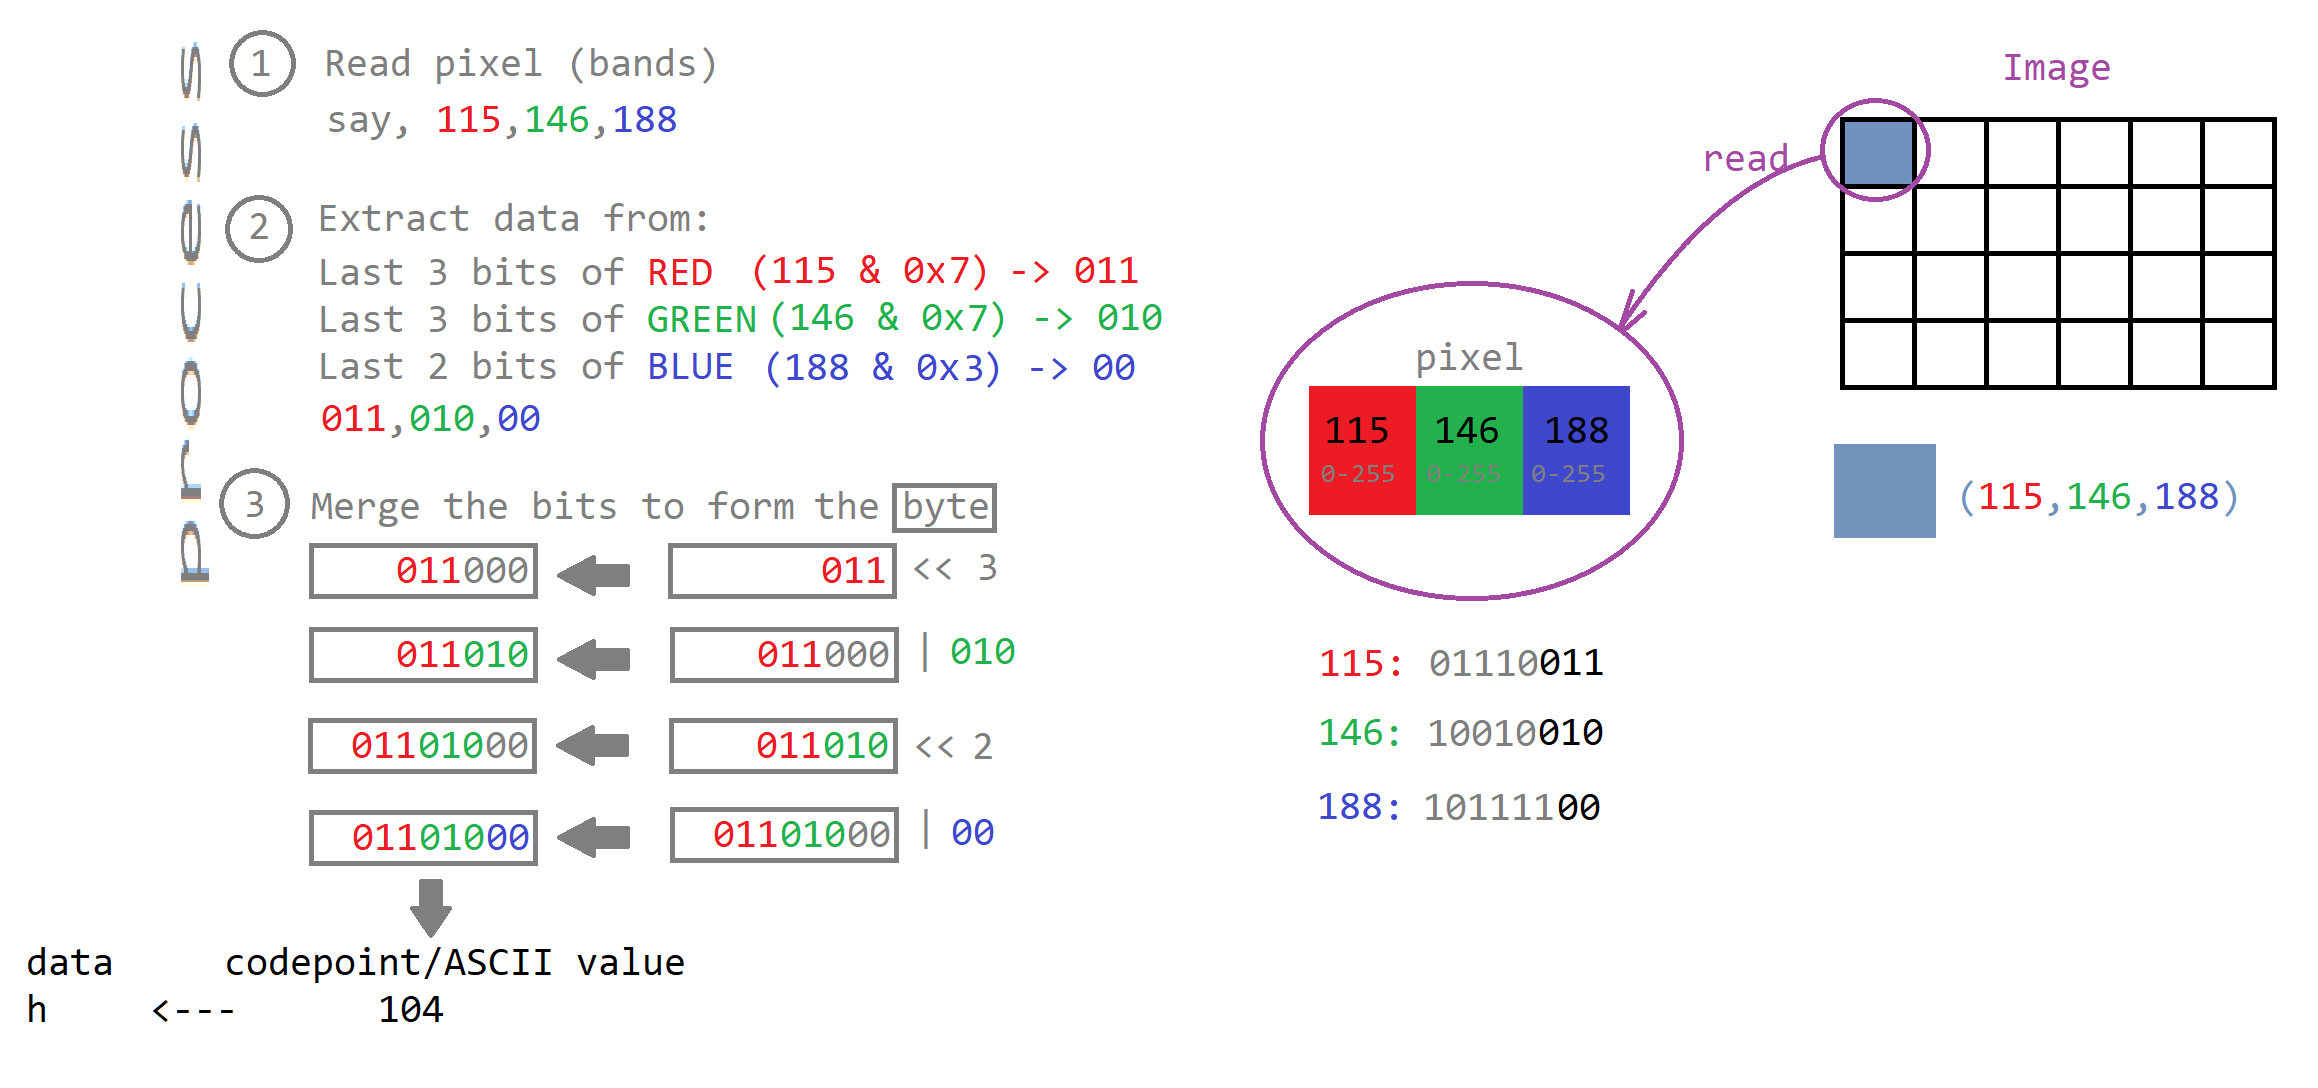 1 Read pixel (bands)
say, 115,146,188
2 Extract data from:
Last 3 bits of RED (115 & 0x7) -> 011
Last 3 bits of GREEN (146 & 0x7) -> 010
Last 2 bits of BLUE (188 & 0x3) -> 00
011,010,00
3 Merge the bits to form the byte
011000 011 << 3
011010 011000 | 010
01101000 011010 << 2
01101000 01101000 | 00
data codepoint/ASCII value
h <--- 104
Image
read
pixel
115 146 188
0-255 0-255 0-255
(115,146,188)
115: 01110011
146: 10010010
188: 10111100